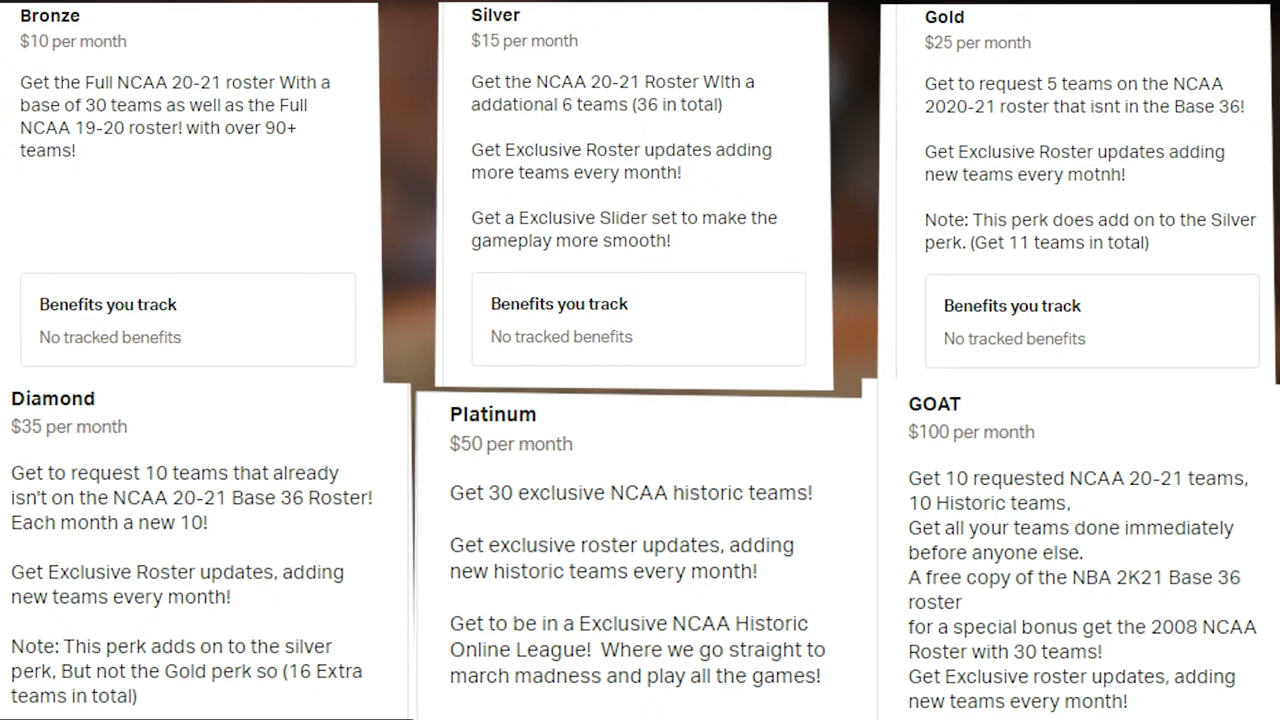 Bronze
$10 per month
Get the Full NCAA 20-21 roster With a
base of 30 teams as well as the Full
NCAA 19-20 roster! with over 90+
teams!
Benefits you track
No tracked benefits
Silver
$15 per month
Get the NCAA 20-21 Roster WIth a
addational 6 teams (36 in total)
Get Exclusive Roster updates adding
more teams every month!
Get a Exclusive Slider set to make the
gameplay more smooth!
Benefits you track
No tracked benefits
Gold
$25 per month
Get to request 5 teams on the NCAA
2020-21 roster that isnt in the Base 36!
Get Exclusive Roster updates adding
new teams every motnh!
Note: This perk does add on to the Silver
perk. (Get 11 teams in total)
Benefits you track
No tracked benefits
Diamond
$35 per month
Get to request 10 teams that already
isn't on the NCAA 20-21 Base 36 Roster!
Each month a new 10!
Get Exclusive Roster updates, adding
new teams every month!
Note: This perk adds on to the silver
perk, But not the Gold perk so (16 Extra
teams in total)
Platinum
$50 per month
Get 30 exclusive NCAA historic teams!
Get exclusive roster updates, adding
new historic teams every month!
Get to be in a Exclusive NCAA Historic
Online League!  Where we go straight to
march madness and play all the games!
GOAT
$100 per month
Get 10 requested NCAA 20-21 teams,
10 Historic teams,
Get all your teams done immediately
before anyone else.
A free copy of the NBA 2K21 Base 36
roster
for a special bonus get the 2008 NCAA
Roster with 30 teams!
Get Exclusive roster updates, adding
new teams every month!